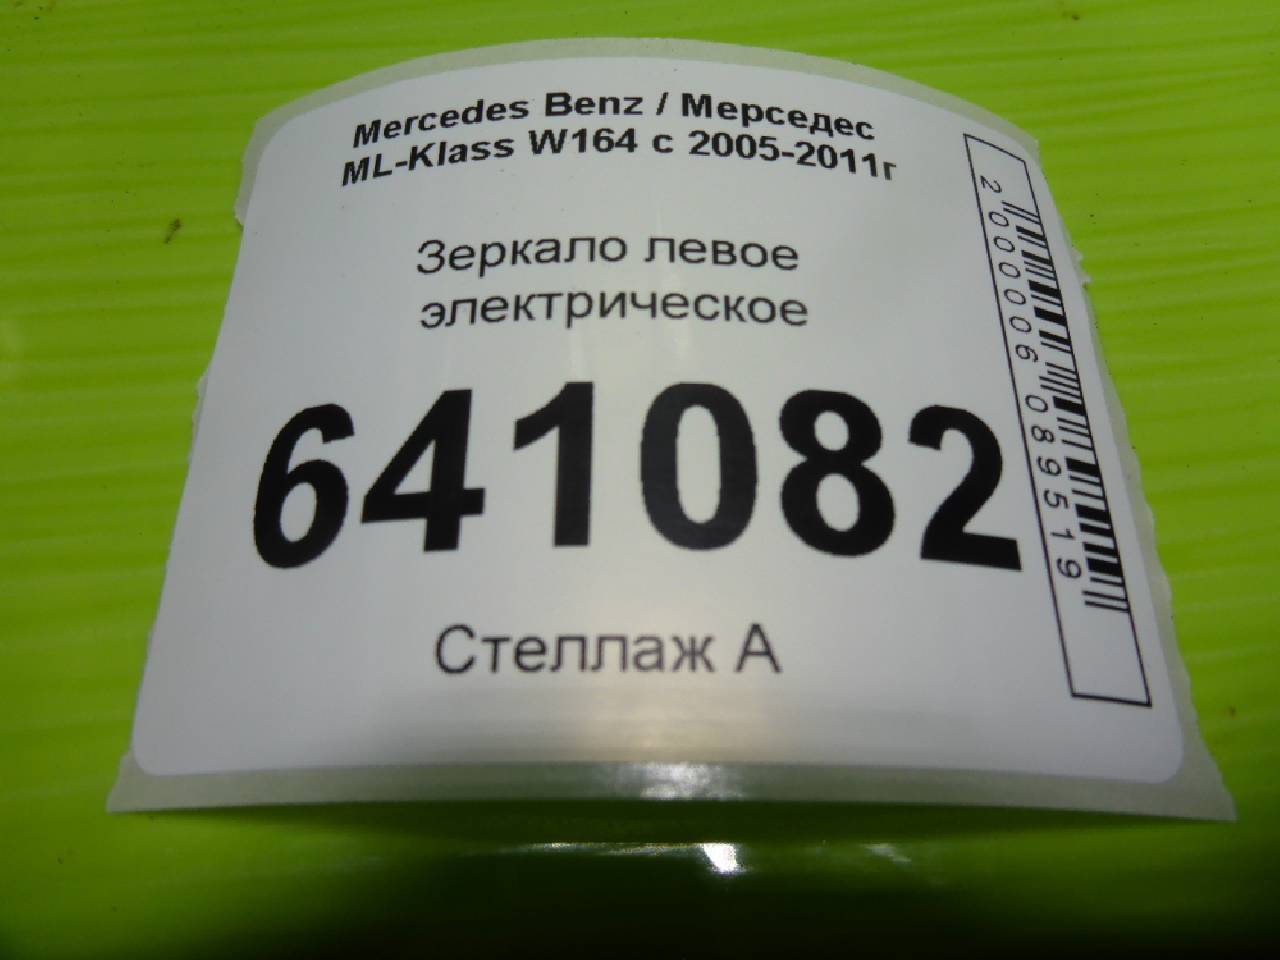 Mercedes Benz / Мерседес
ML-Klass W164 с 2005-2011г
Зеркало левое
электрическое
641082
Стеллаж А
2000006089519